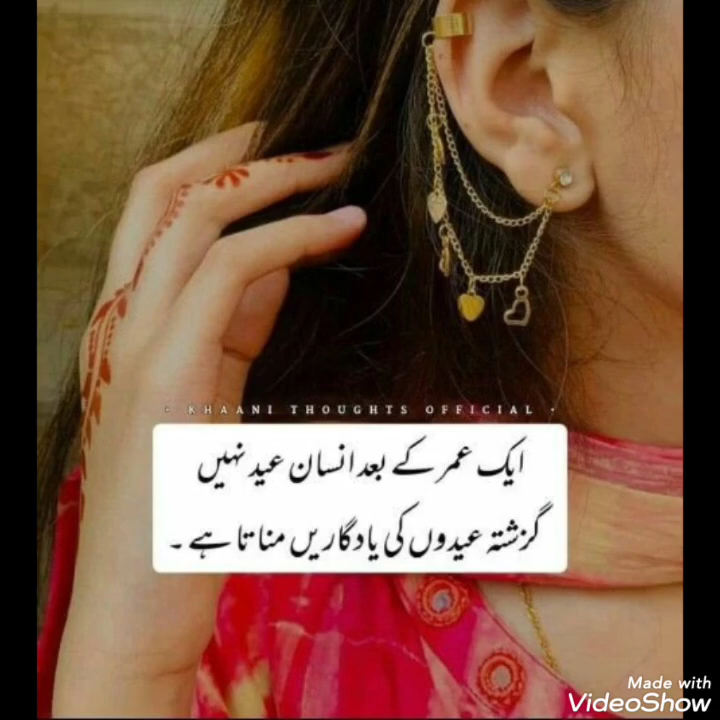 • KHAANI THOUGHTS OFFICIAL •
ایک عمر کے بعد انسان عید نہیں
گزشتہ عیدوں کی یادگاریں مناتا ہے ۔
Made with
VideoShow